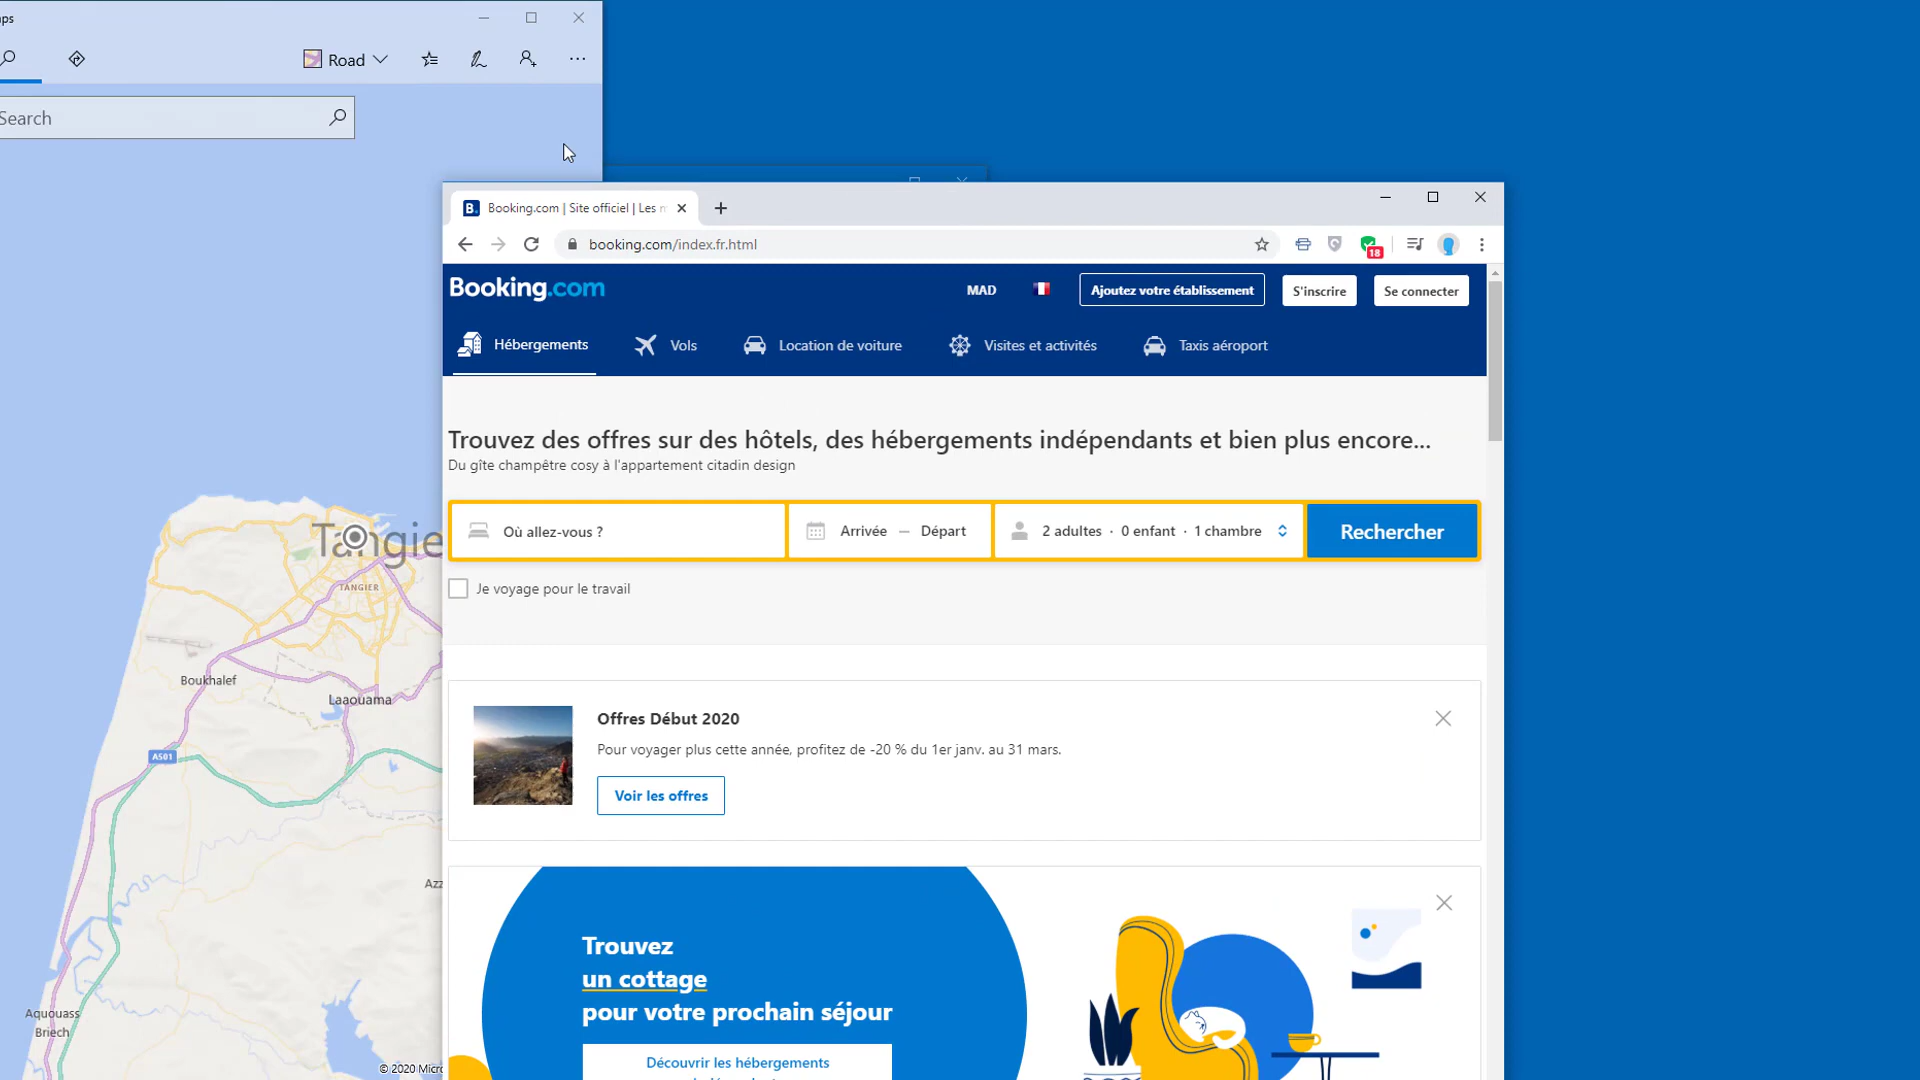 Road
Search
Tangier
TANGIER
Boukhalef
Laaouama
A501
Azz
Aquouass
Briech
© 2020 Micro
Booking.com | Site officiel | Les m
booking.com/index.fr.html
18
Booking.com
MAD
Ajoutez votre établissement
S'inscrire
Se connecter
Hébergements
Vols
Location de voiture
Visites et activités
Taxis aéroport
Trouvez des offres sur des hôtels, des hébergements indépendants et bien plus encore...
Du gîte champêtre cosy à l'appartement citadin design
Où allez-vous ?
Arrivée — Départ
2 adultes · 0 enfant · 1 chambre
Rechercher
Je voyage pour le travail
Offres Début 2020
Pour voyager plus cette année, profitez de -20 % du 1er janv. au 31 mars.
Voir les offres
Trouvez
un cottage
pour votre prochain séjour
Découvrir les hébergements